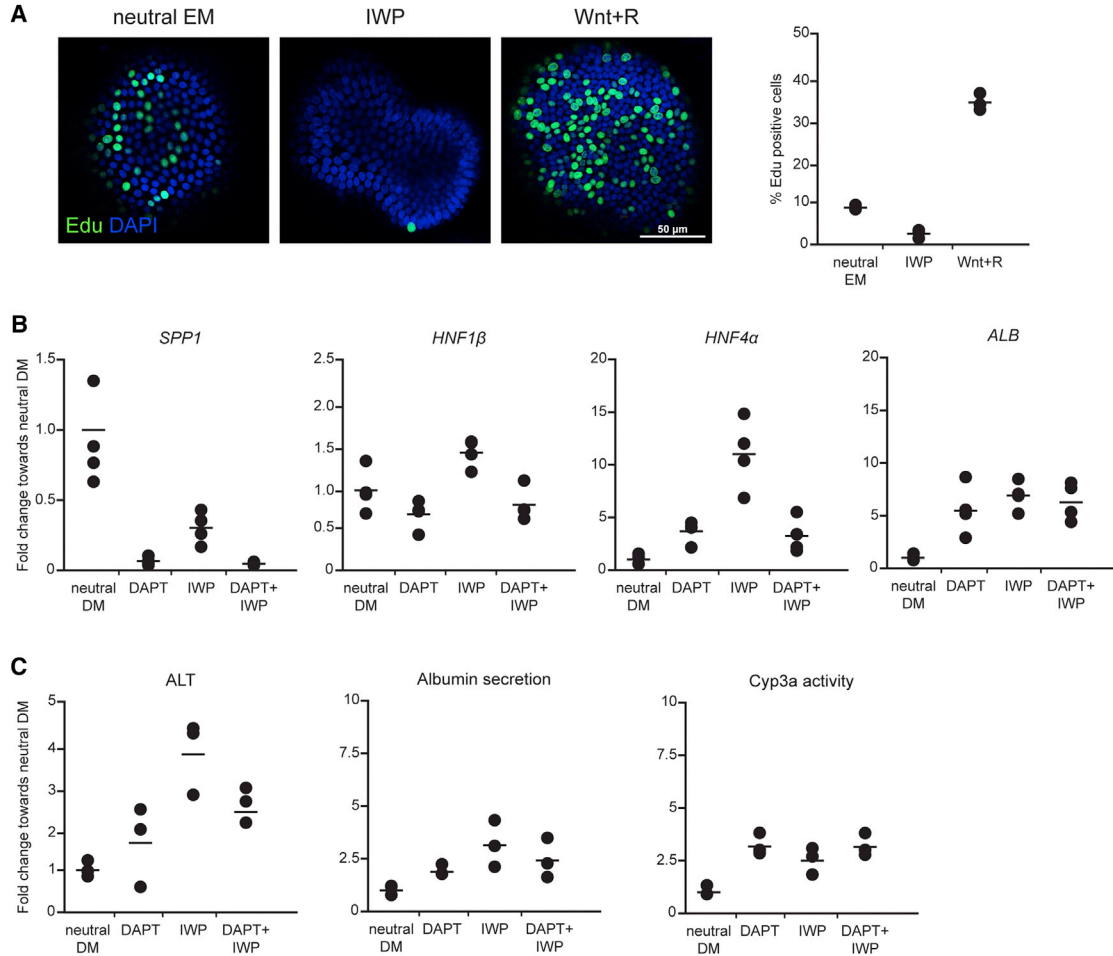 A
neutral EM
IWP
Wnt+R
Edu DAPI
50 µm
% Edu positive cells
50
40
30
20
10
0
neutral
EM
IWP
Wnt+R
B
SPP1
Fold change towards neutral DM
1.5
1.0
0.5
0
neutral
DM
DAPT
IWP
DAPT+
IWP
HNF1β
2.5
2.0
1.5
1.0
0.5
0
neutral
DM
DAPT
IWP
DAPT+
IWP
HNF4α
20
15
10
5
0
neutral
DM
DAPT
IWP
DAPT+
IWP
ALB
20
15
10
5
0
neutral
DM
DAPT
IWP
DAPT+
IWP
C
ALT
Fold change towards neutral DM
5
4
3
2
1
0
neutral
DM
DAPT
IWP
DAPT+
IWP
Albumin secretion
10
7.5
5
2.5
0
neutral
DM
DAPT
IWP
DAPT+
IWP
Cyp3a activity
10
7.5
5
2.5
0
neutral
DM
DAPT
IWP
DAPT+
IWP